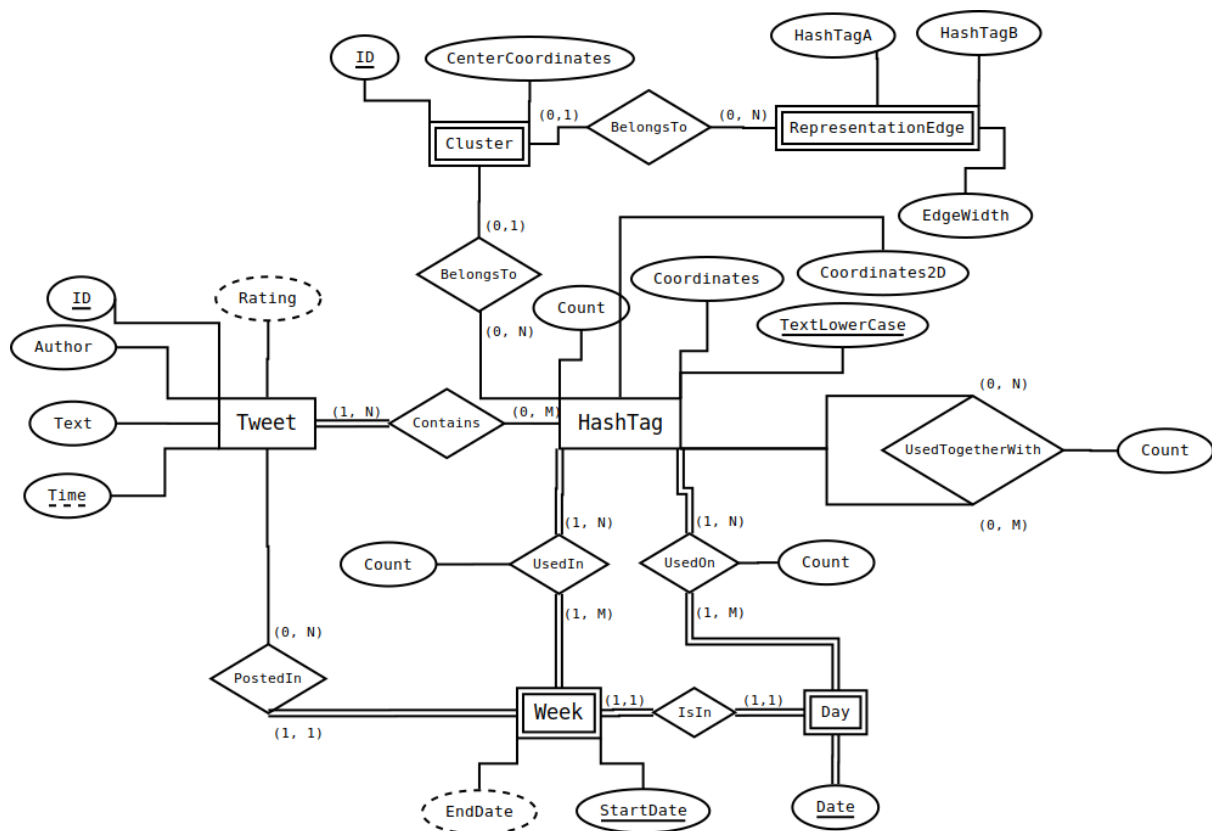 HashTagA
HashTagB
ID
CenterCoordinates
(0,1)
(0, N)
BelongsTo
RepresentationEdge
Cluster
EdgeWidth
(0,1)
BelongsTo
Coordinates2D
Coordinates
ID
Rating
Count
TextLowerCase
(0, N)
Author
(0, N)
(1, N)
(0, M)
Text
Tweet
Contains
HashTag
UsedTogetherWith
Count
Time
(1, N)
(1, N)
(0, M)
Count
UsedIn
UsedOn
Count
(1, M)
(1, M)
(0, N)
PostedIn
(1,1)
(1,1)
Week
IsIn
Day
(1, 1)
EndDate
StartDate
Date